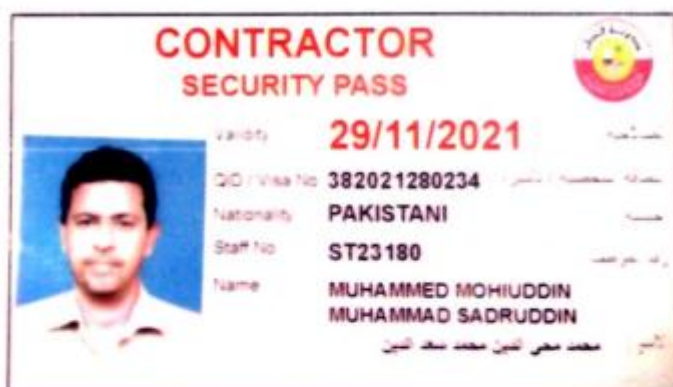 CONTRACTOR
SECURITY PASS
Validity 29/11/2021
QID / Visa No 382021280234
Nationality PAKISTANI
Staff No ST23180
Name MUHAMMED MOHIUDDIN
MUHAMMAD SADRUDDIN
محمد محي الدين محمد سعد الدين